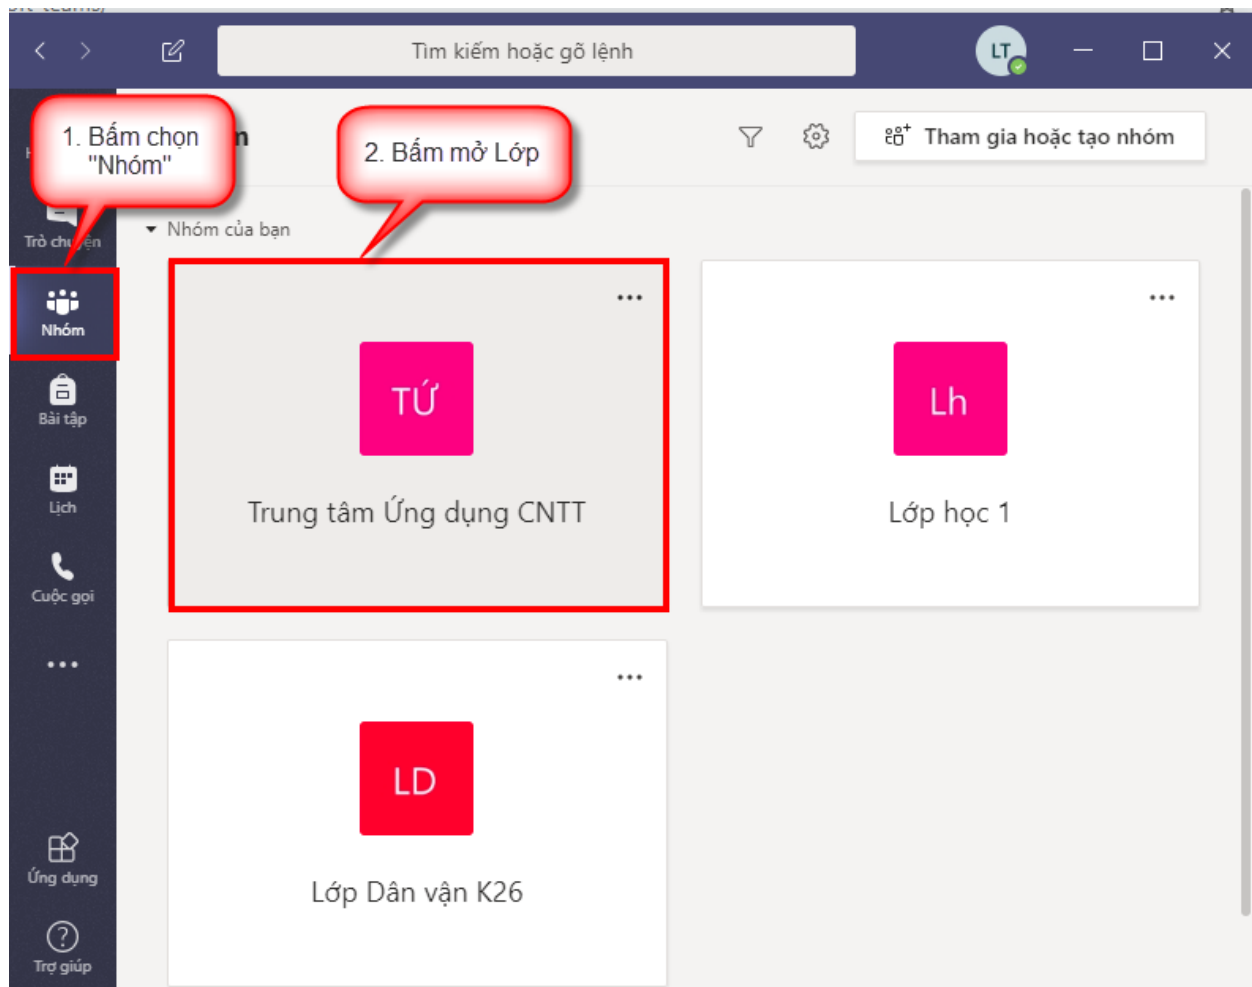 Tìm kiếm hoặc gõ lệnh
LT
1. Bấm chọn
"Nhóm"
2. Bấm mở Lớp
Tham gia hoặc tạo nhóm
Nhóm của bạn
Trò chuyện
Nhóm
Bài tập
Lịch
Cuộc gọi
Ứng dụng
Trợ giúp
TỨ
Trung tâm Ứng dụng CNTT
Lh
Lớp học 1
LD
Lớp Dân vận K26